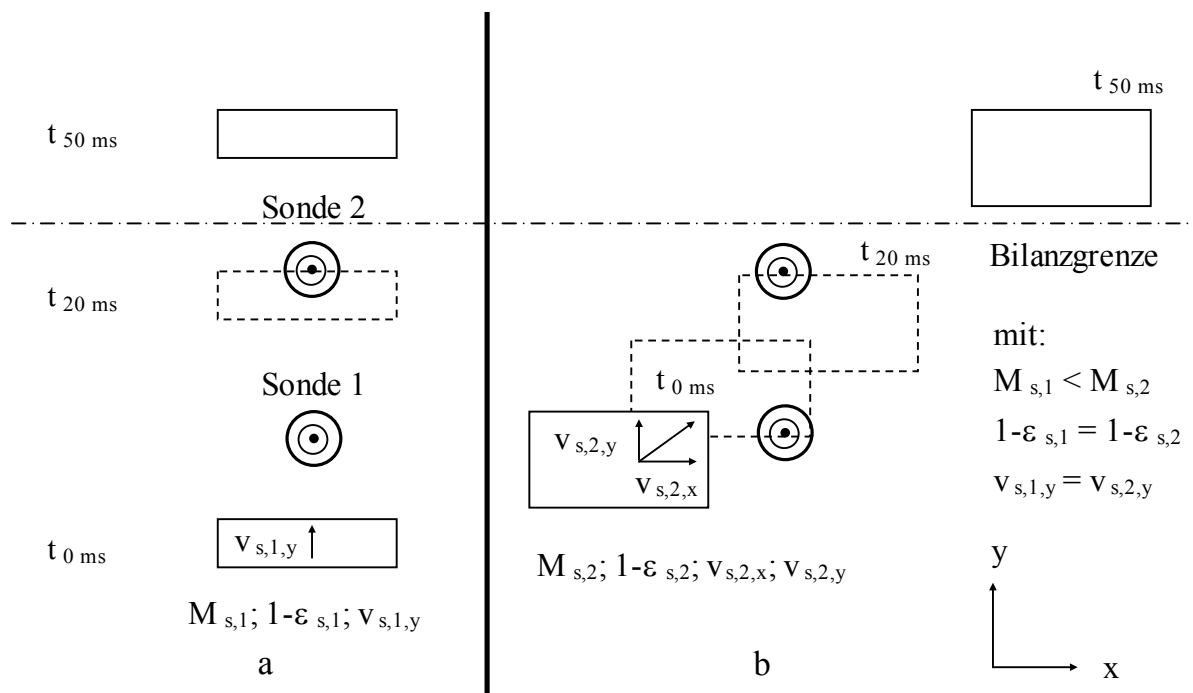 t 50 ms
Sonde 2
t 20 ms
Sonde 1
t 0 ms
v s,1,y
M s,1; 1-ε s,1; v s,1,y
a
t 50 ms
t 20 ms
Bilanzgrenze
t 0 ms
v s,2,y
v s,2,x
M s,2; 1-ε s,2; v s,2,x; v s,2,y
b
mit:
M s,1 < M s,2
1-ε s,1 = 1-ε s,2
v s,1,y = v s,2,y
y
x